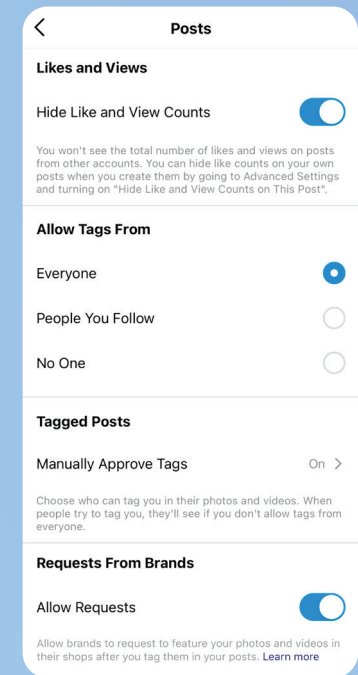 Posts
Likes and Views
Hide Like and View Counts
You won't see the total number of likes and views on posts
from other accounts. You can hide like counts on your own
posts when you create them by going to Advanced Settings
and turning on "Hide Like and View Counts on This Post".
Allow Tags From
Everyone
People You Follow
No One
Tagged Posts
Manually Approve Tags On
Choose who can tag you in their photos and videos. When
people try to tag you, they'll see if you don't allow tags from
everyone.
Requests From Brands
Allow Requests
Allow brands to request to feature your photos and videos in
their shops after you tag them in your posts. Learn more